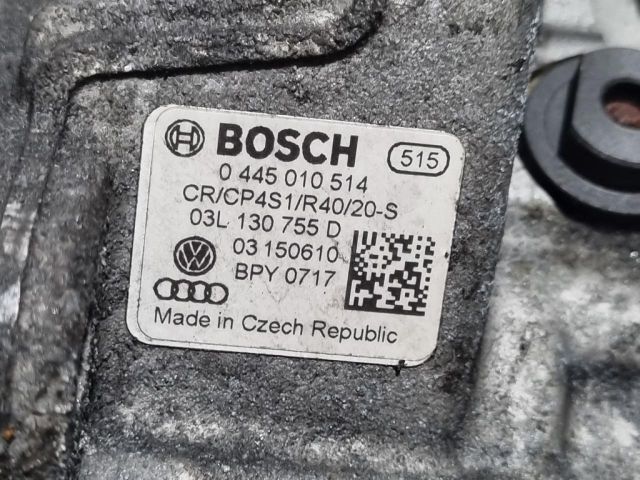 BOSCH
515
0 445 010 514
CR/CP4S1/R40/20-S
03L 130 755 D
03 150610
BPY 0717
Made in Czech Republic